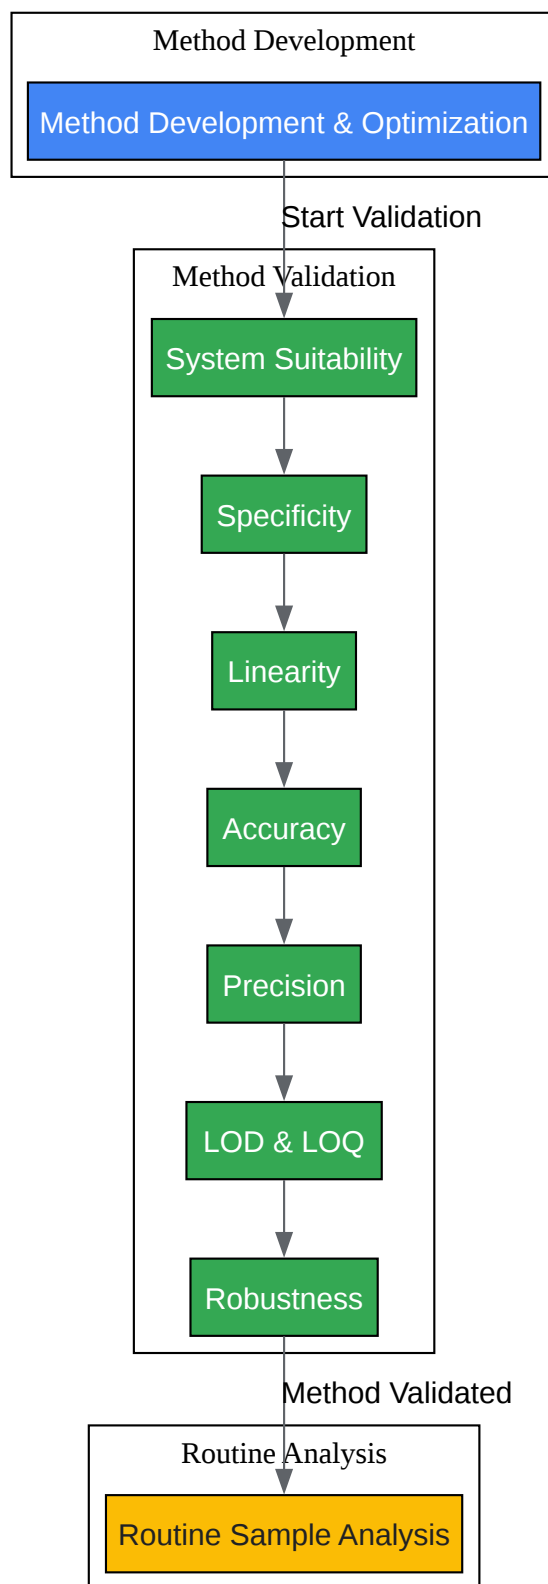 Method Development
Method Development & Optimization
Start Validation
Method Validation
System Suitability
Specificity
Linearity
Accuracy
Precision
LOD & LOQ
Robustness
Method Validated
Routine Analysis
Routine Sample Analysis